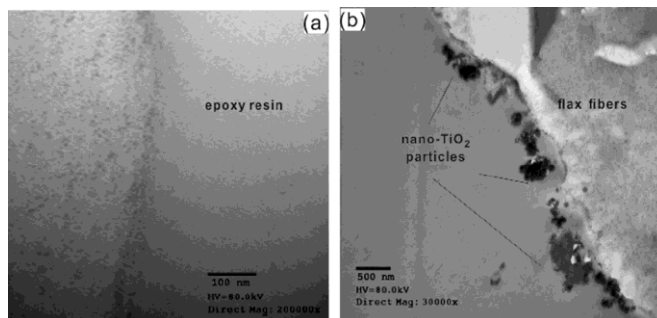 (a)
epoxy resin
100 nm
HV=80.0kV
Direct Mag: 200000x
(b)
flax fibers
nano-TiO₂
particles
500 nm
HV=80.0kV
Direct Mag: 30000x